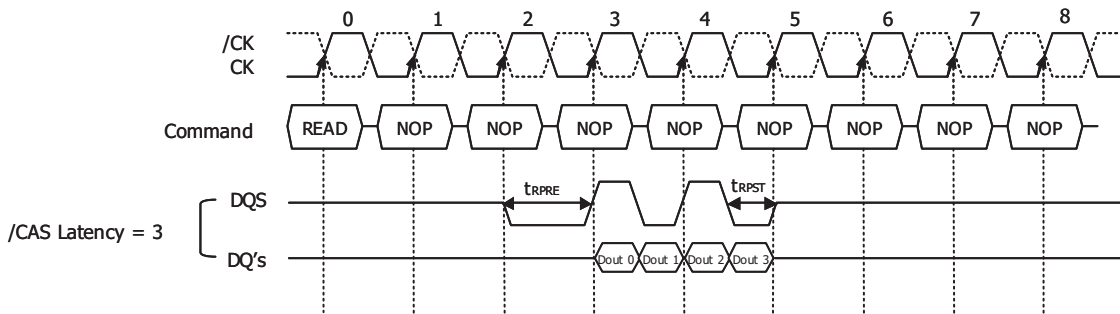 0 1 2 3 4 5 6 7 8
/CK
CK
Command READ NOP NOP NOP NOP NOP NOP NOP NOP
DQS tRPRE tRPST
/CAS Latency = 3
DQ's Dout 0 Dout 1 Dout 2 Dout 3